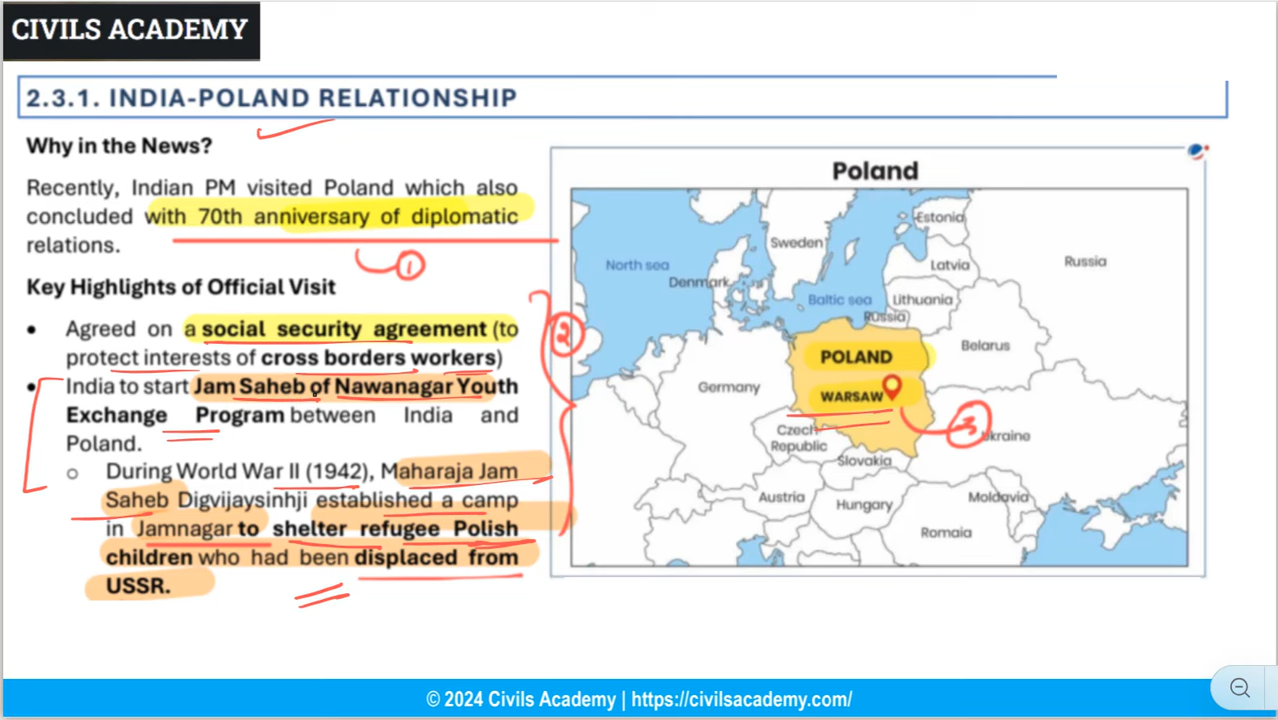 CIVILS ACADEMY
2.3.1. INDIA-POLAND RELATIONSHIP
Why in the News?
Recently, Indian PM visited Poland which also
concluded with 70th anniversary of diplomatic
relations.
1
Key Highlights of Official Visit
• Agreed on a social security agreement (to
protect interests of cross borders workers)
• India to start Jam Saheb of Nawanagar Youth
Exchange Program between India and
Poland.
o During World War II (1942), Maharaja Jam
Saheb Digvijaysinhji established a camp
in Jamnagar to shelter refugee Polish
children who had been displaced from
USSR.
2
Poland
Estonia
Sweden
North sea
Latvia
Russia
Denmark
Baltic sea
Lithuania
Russia
Belarus
POLAND
Germany
WARSAW
3
Czech
Republic
Ukraine
Slovakia
Austria
Hungary
Moldavia
Romaia
© 2024 Civils Academy | https://civilsacademy.com/